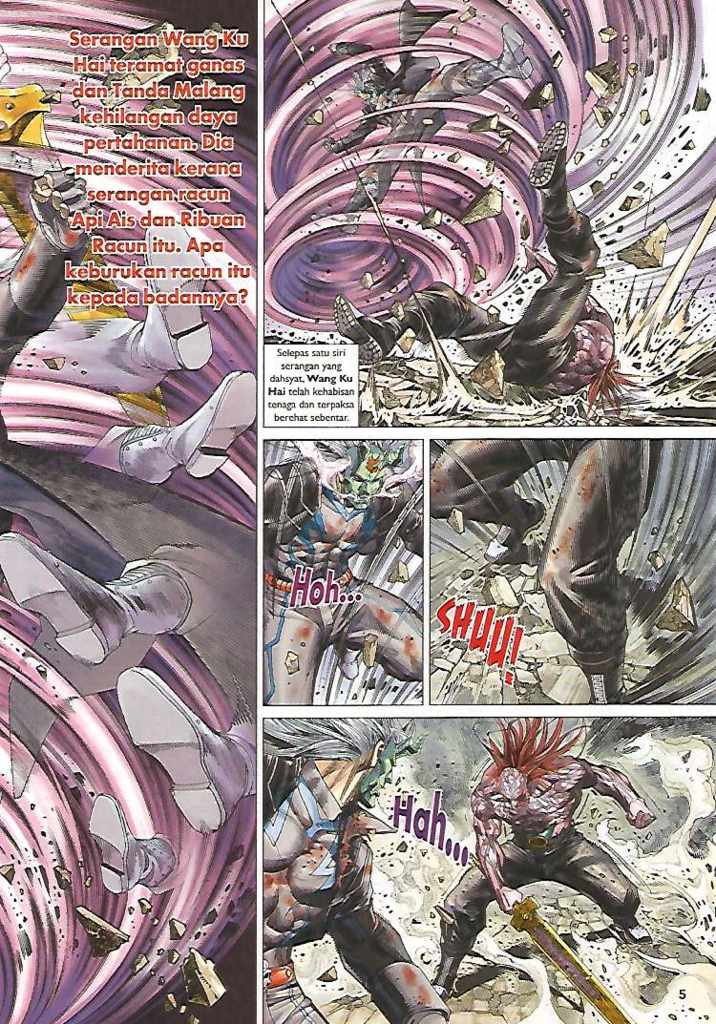 Serangan Wang Ku
Hai teramat ganas
dan Tanda Malang
kehilangan daya
pertahanan. Dia
menderita kerana
serangan racun
Api Ais dan Ribuan
Racun itu. Apa
keburukan racun itu
kepada badannya?
Selepas satu siri
serangan yang
dahsyat, Wang Ku
Hai telah kehabisan
tenaga dan terpaksa
berehat sebentar.
Hoh...
SHUU!
Hah...
5